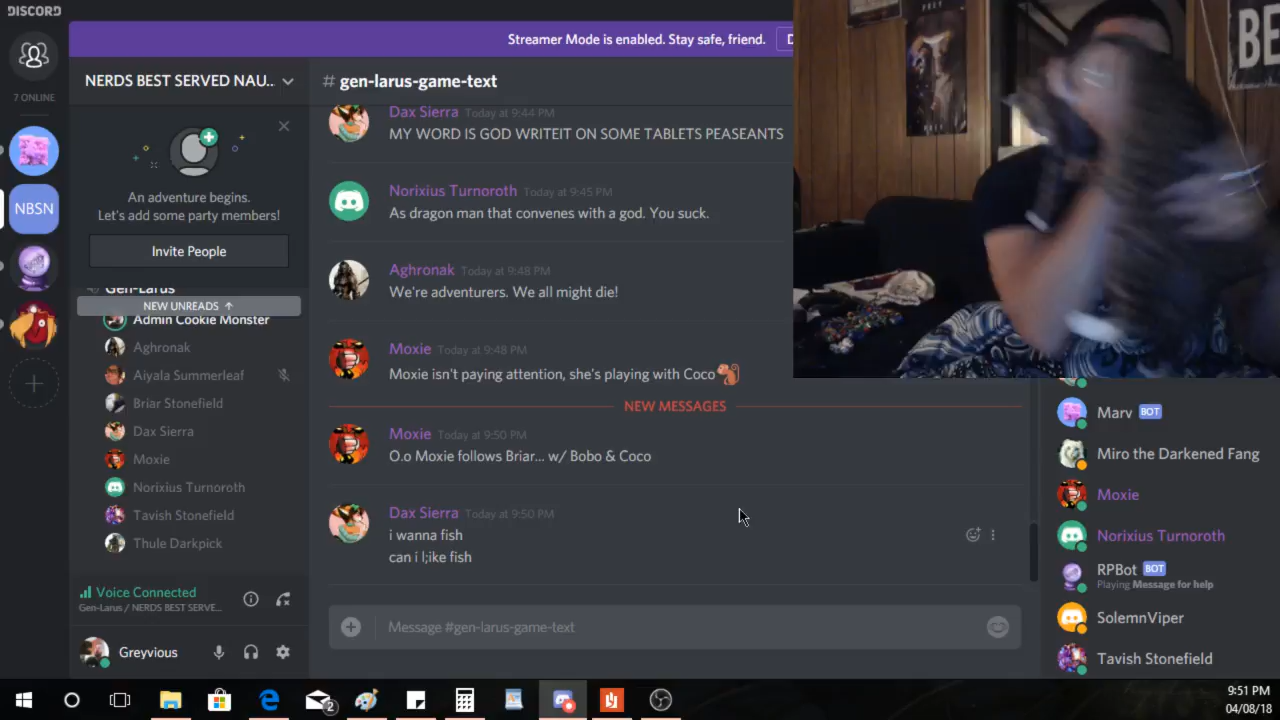 DISCORD
Streamer Mode is enabled. Stay safe, friend.
D
7 ONLINE
NBSN
NERDS BEST SERVED NAU...
An adventure begins.
Let's add some party members!
Invite People
Gen-Larus
NEW UNREADS ↑
Admin Cookie Monster
Aghronak
Aiyala Summerleaf
Briar Stonefield
Dax Sierra
Moxie
Norixius Turnoroth
Tavish Stonefield
Thule Darkpick
Voice Connected
Gen-Larus / NERDS BEST SERVE...
Greyvious
# gen-larus-game-text
Dax Sierra Today at 9:44 PM
MY WORD IS GOD WRITEIT ON SOME TABLETS PEASEANTS
Norixius Turnoroth Today at 9:45 PM
As dragon man that convenes with a god. You suck.
Aghronak Today at 9:48 PM
We're adventurers. We all might die!
Moxie Today at 9:48 PM
Moxie isn't paying attention, she's playing with Coco
NEW MESSAGES
Moxie Today at 9:50 PM
O.o Moxie follows Briar... w/ Bobo & Coco
Dax Sierra Today at 9:50 PM
i wanna fish
can i l;ike fish
Message #gen-larus-game-text
PREY
BE
Marv BOT
Miro the Darkened Fang
Moxie
Norixius Turnoroth
RPBot BOT
Playing Message for help
SolemnViper
Tavish Stonefield
2
9:51 PM
04/08/18